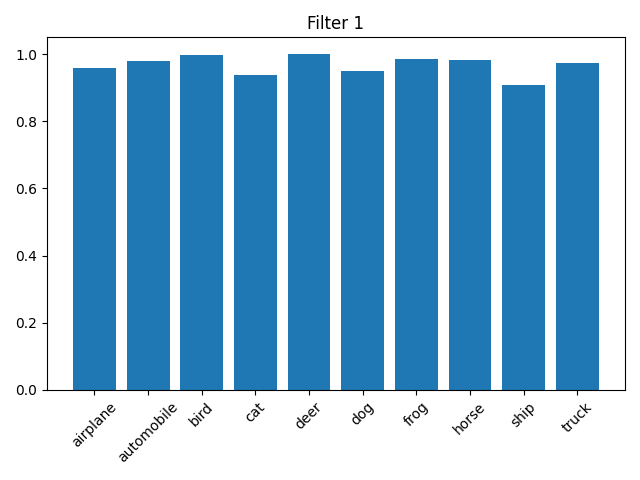 Filter 1
1.0
0.8
0.6
0.4
0.2
0.0
airplane
automobile
bird
cat
deer
dog
frog
horse
ship
truck